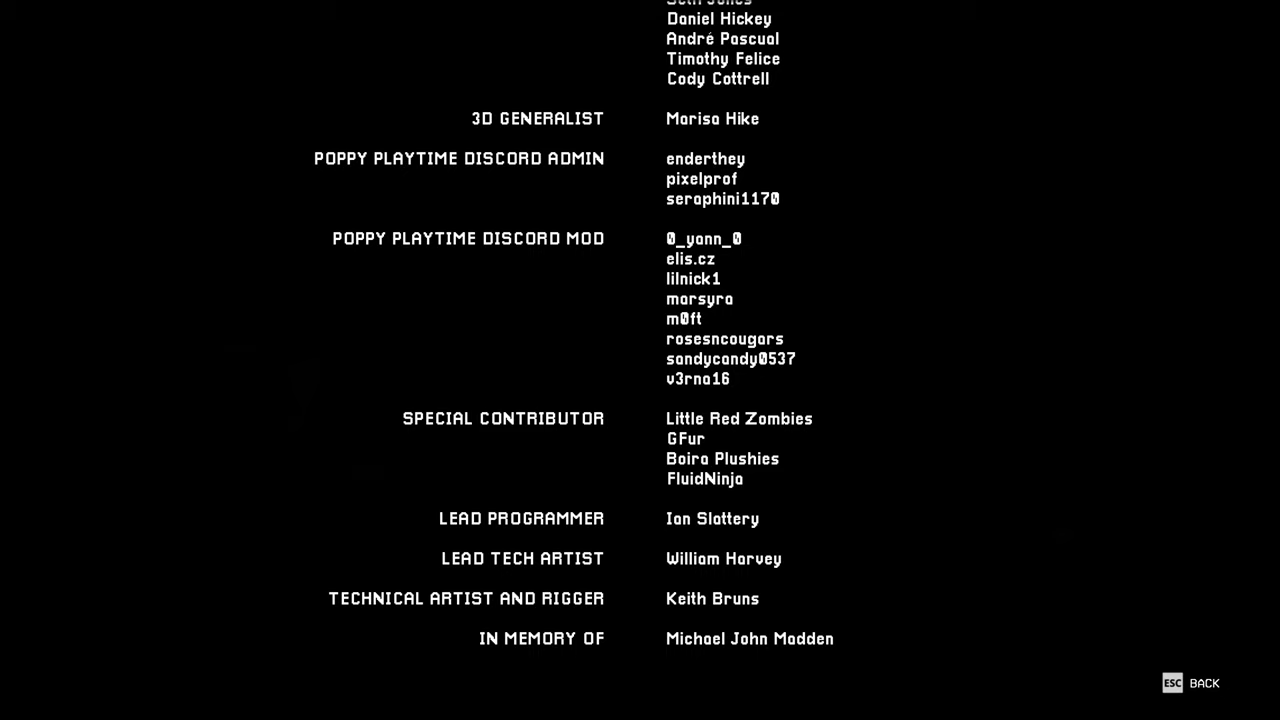 Seth Jones
Daniel Hickey
André Pascual
Timothy Felice
Cody Cottrell
3D GENERALIST Marisa Hike
POPPY PLAYTIME DISCORD ADMIN enderthey
pixelprof
seraphini1170
POPPY PLAYTIME DISCORD MOD 0_yann_0
elis.cz
lilnick1
marsyra
m0ft
rosesncougars
sandycandy0537
v3rna16
SPECIAL CONTRIBUTOR Little Red Zombies
GFur
Boira Plushies
FluidNinja
LEAD PROGRAMMER Ian Slattery
LEAD TECH ARTIST William Harvey
TECHNICAL ARTIST AND RIGGER Keith Bruns
IN MEMORY OF Michael John Madden
ESC BACK